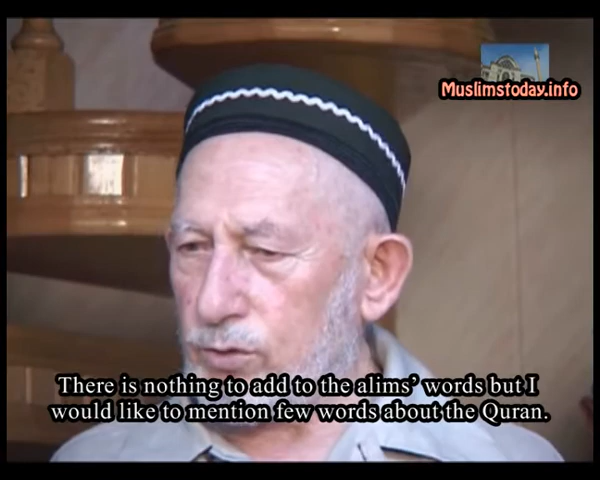 Muslimstoday.info
There is nothing to add to the alims' words but I
would like to mention few words about the Quran.